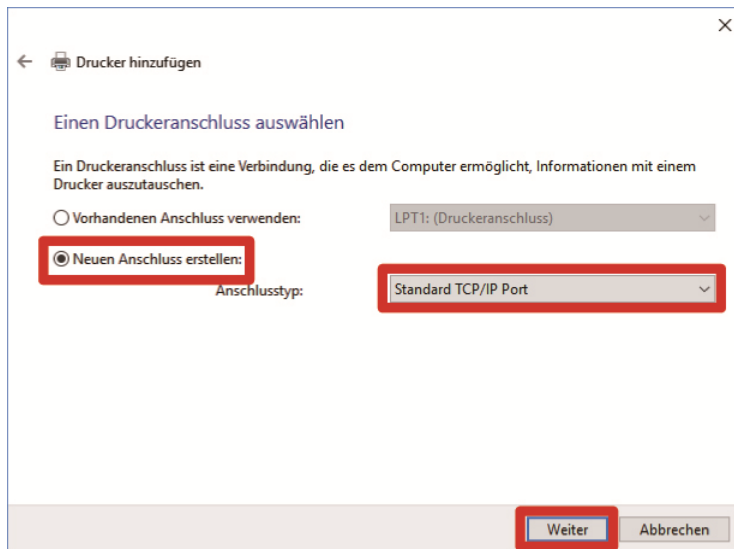 Drucker hinzufügen
Einen Druckeranschluss auswählen
Ein Druckeranschluss ist eine Verbindung, die es dem Computer ermöglicht, Informationen mit einem
Drucker auszutauschen.
Vorhandenen Anschluss verwenden: LPT1: (Druckeranschluss)
Neuen Anschluss erstellen:
Anschlusstyp: Standard TCP/IP Port
Weiter Abbrechen